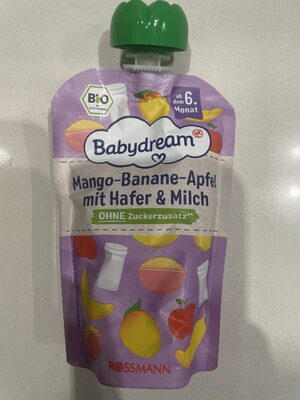 BIO
ab
dem 6.
Monat
Babydream
Mango-Banane-Apfel
mit Hafer & Milch
OHNE Zuckerzusatz**
ROSSMANN